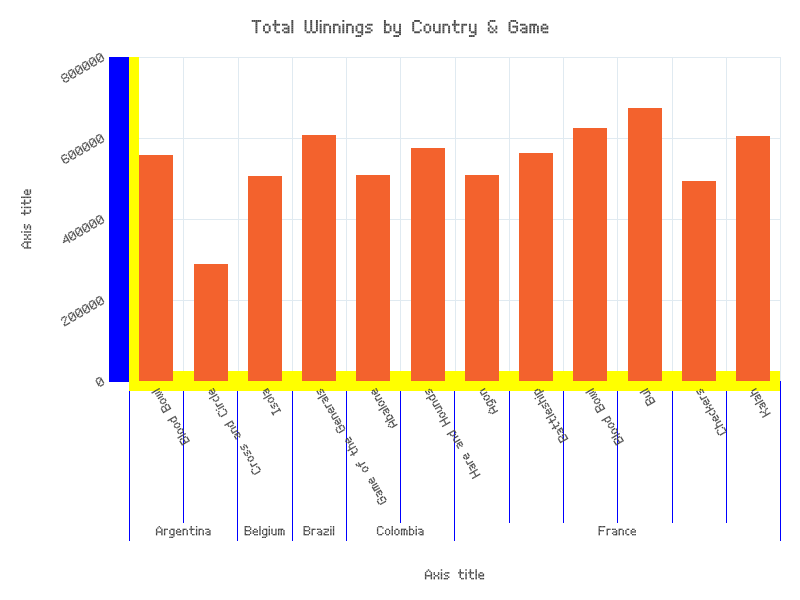 Total Winnings by Country & Game
800000
600000
400000
200000
0
Axis title
Blood Bowl
Cross and Circle
Isola
Game of the Generals
Abalone
Hare and Hounds
Agon
Battleship
Blood Bowl
Bul
Checkers
Kalah
Argentina
Belgium
Brazil
Colombia
France
Axis title